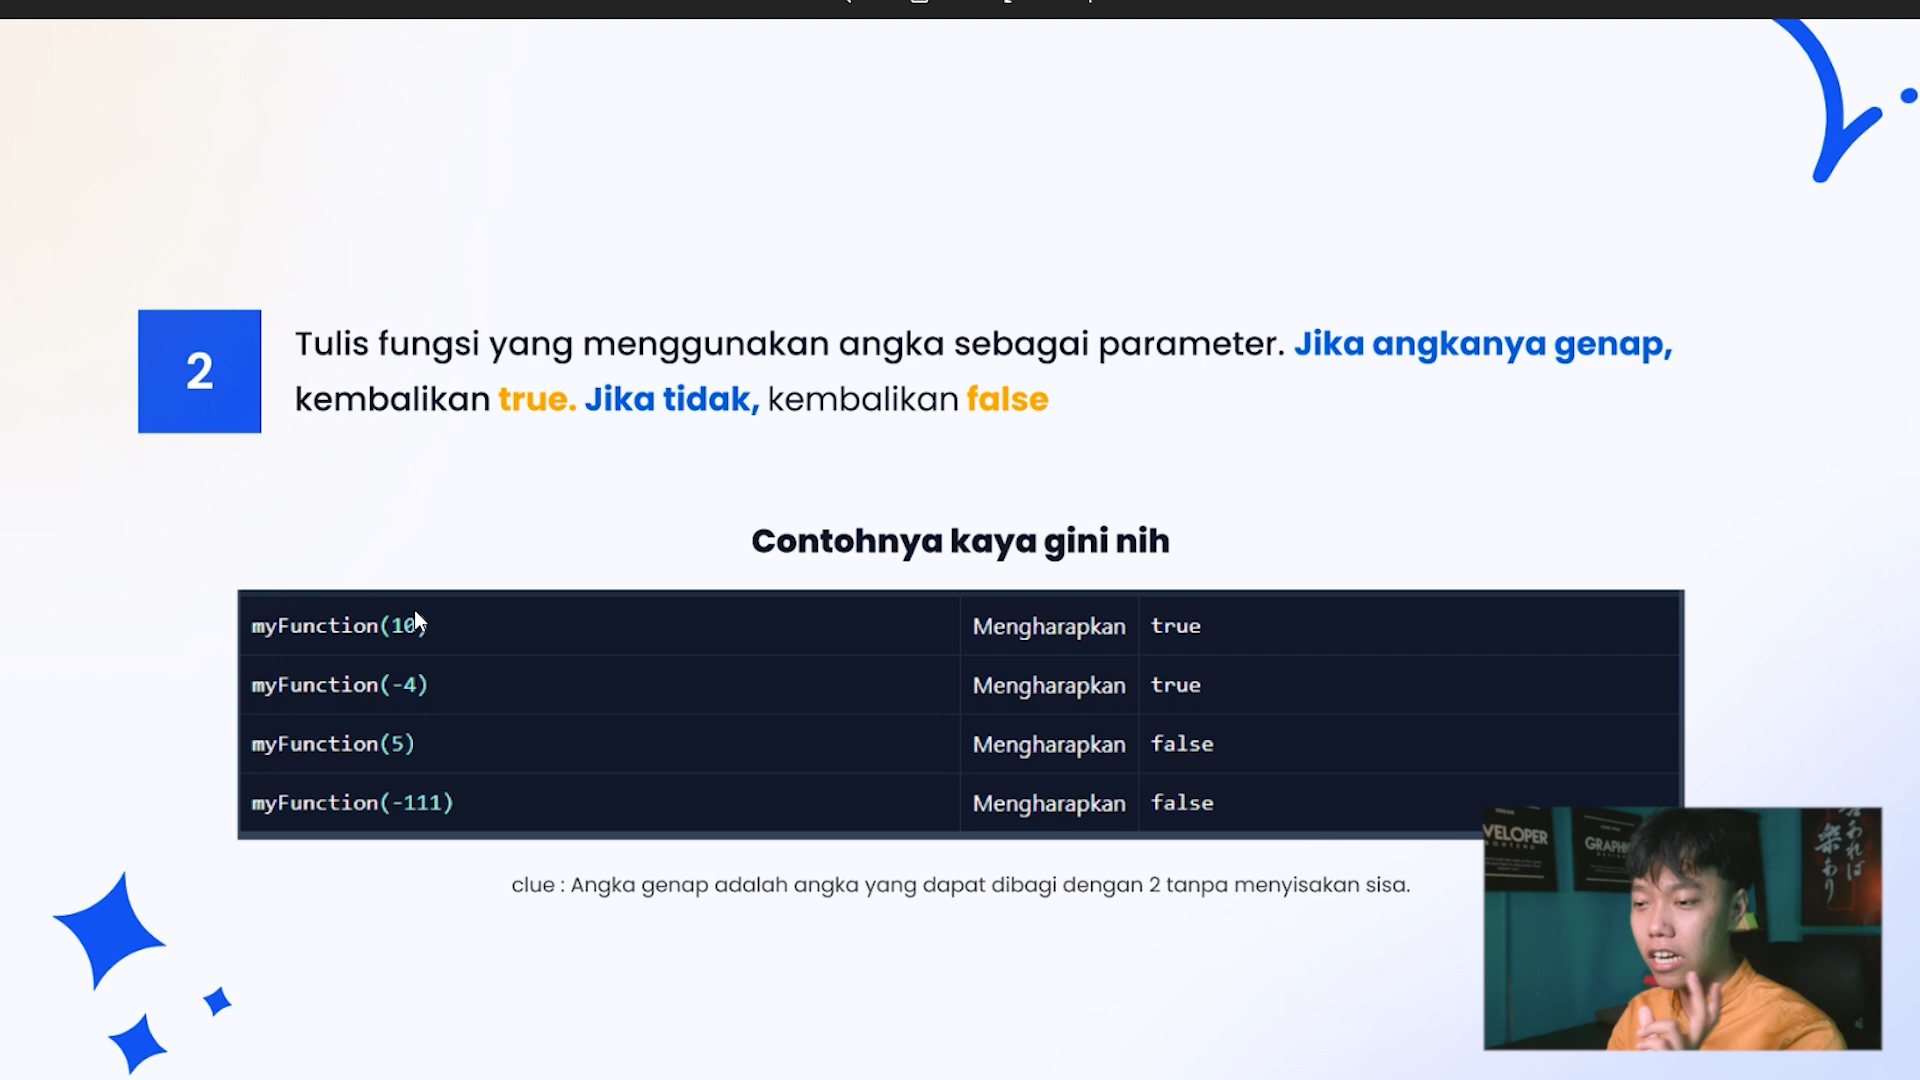 2
Tulis fungsi yang menggunakan angka sebagai parameter. Jika angkanya genap,
kembalikan true. Jika tidak, kembalikan false
Contohnya kaya gini nih
myFunction(10) Mengharapkan true
myFunction(-4) Mengharapkan true
myFunction(5) Mengharapkan false
myFunction(-111) Mengharapkan false
clue : Angka genap adalah angka yang dapat dibagi dengan 2 tanpa menyisakan sisa.
VELOPER
GRAPH